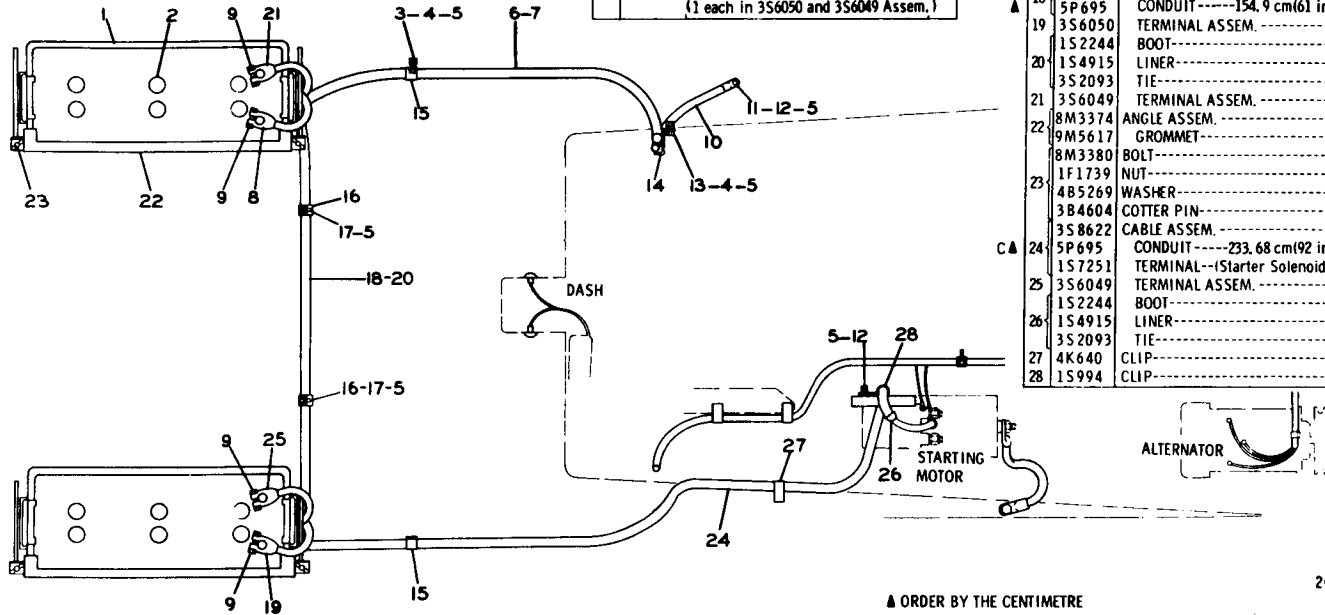 (1 each in 3S6050 and 3S6049 Assem.)
18
▲ 5P695 CONDUIT-----154.9 cm(61 in
19 3S6050 TERMINAL ASSEM.
20 1S2244 BOOT
1S4915 LINER
3S2093 TIE
21 3S6049 TERMINAL ASSEM.
22 8M3374 ANGLE ASSEM.
9M5617 GROMMET
23 8M3380 BOLT
1F1739 NUT
4B5269 WASHER
3B4604 COTTER PIN
3S8622 CABLE ASSEM.
C▲ 24 5P695 CONDUIT-----233.68 cm(92 in
1S7251 TERMINAL--(Starter Solenoid
25 3S6049 TERMINAL ASSEM.
26 1S2244 BOOT
1S4915 LINER
3S2093 TIE
27 4K640 CLIP
28 1S994 CLIP
1 2 9 21 3-4-5 6-7
15
11-12-5
10
14 13-4-5
23 22 9 8 16
17-5
18-20
DASH
16-17-5
5-12 28
27
26 STARTING MOTOR
ALTERNATOR
9 25
24
9 19 15
▲ ORDER BY THE CENTIMETRE